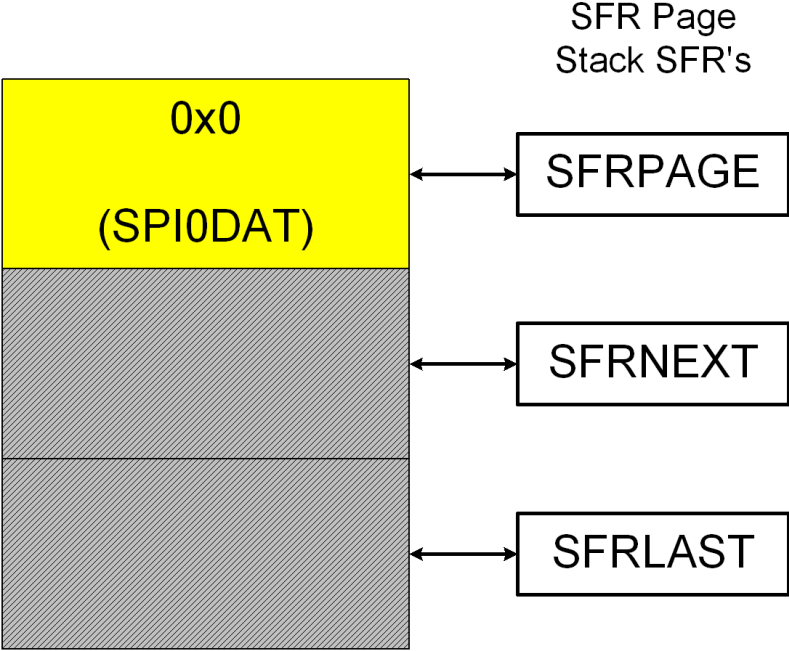 SFR Page
Stack SFR's
0x0
(SPI0DAT)
SFRPAGE
SFRNEXT
SFRLAST